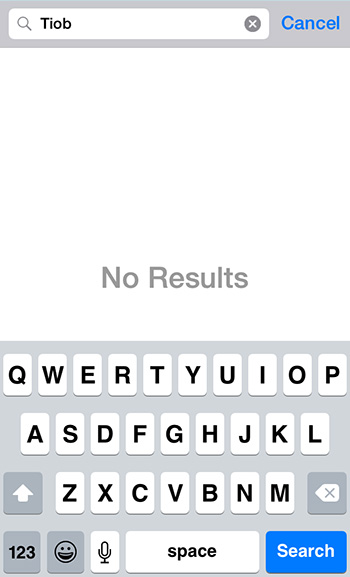 Tiob Cancel
No Results
Q W E R T Y U I O P
A S D F G H J K L
Z X C V B N M
123 space Search